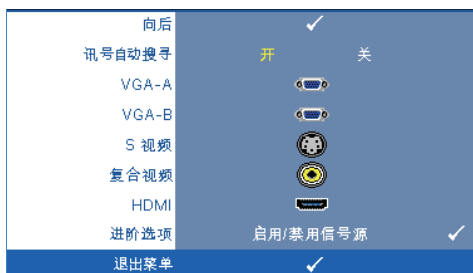 向后
讯号自动搜寻 开 关
VGA-A
VGA-B
S 视频
复合视频
HDMI
进阶选项 启用/禁用信号源
退出菜单